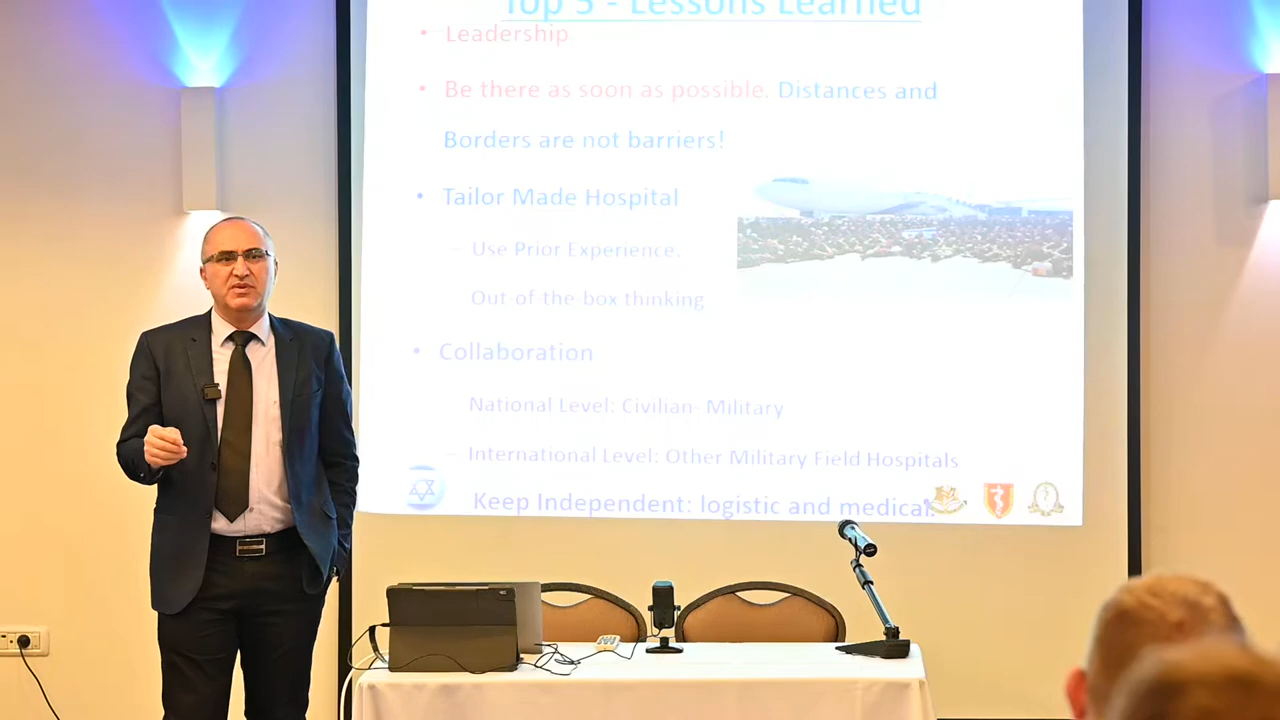 Top 5 - Lessons Learned
• Leadership
• Be there as soon as possible. Distances and
Borders are not barriers!
• Tailor Made Hospital
– Use Prior Experience.
Out-of-the-box thinking
• Collaboration
National Level: Civilian- Military
– International Level: Other Military Field Hospitals
Keep Independent: logistic and medical.